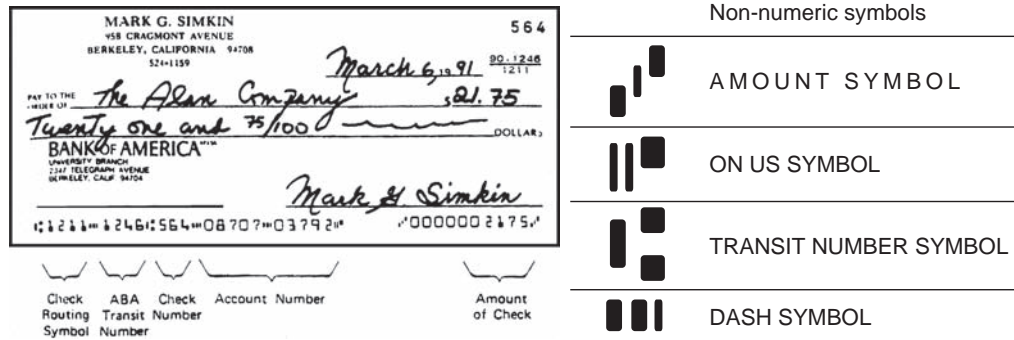 MARK G. SIMKIN
958 CRAGMONT AVENUE
BERKELEY, CALIFORNIA 94708
524-1159
564
March 6, 19 91
90-1246
1211
PAY TO THE
ORDER OF The Alan Company $ 21.75
Twenty one and 75/100 DOLLARS
BANK OF AMERICA
UNIVERSITY BRANCH
2347 TELEGRAPH AVENUE
BERKELEY, CALIF 94704
Mark G Simkin
⑆1211⑉1246⑆564⑉08707⑉03792⑈ ⑇0000002175⑇
Check Routing Symbol
ABA Transit Number
Check Number
Account Number
Amount of Check
Non-numeric symbols
AMOUNT SYMBOL
ON US SYMBOL
TRANSIT NUMBER SYMBOL
DASH SYMBOL